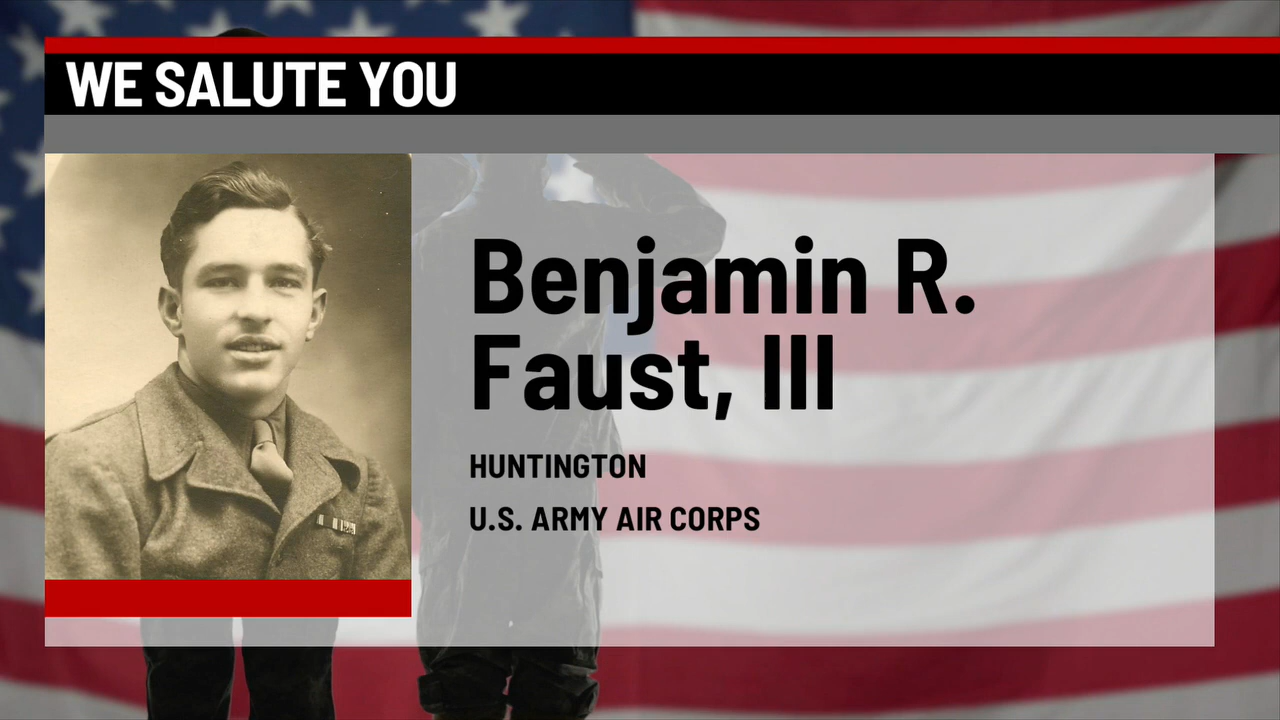 WE SALUTE YOU
Benjamin R.
Faust, III
HUNTINGTON
U.S. ARMY AIR CORPS